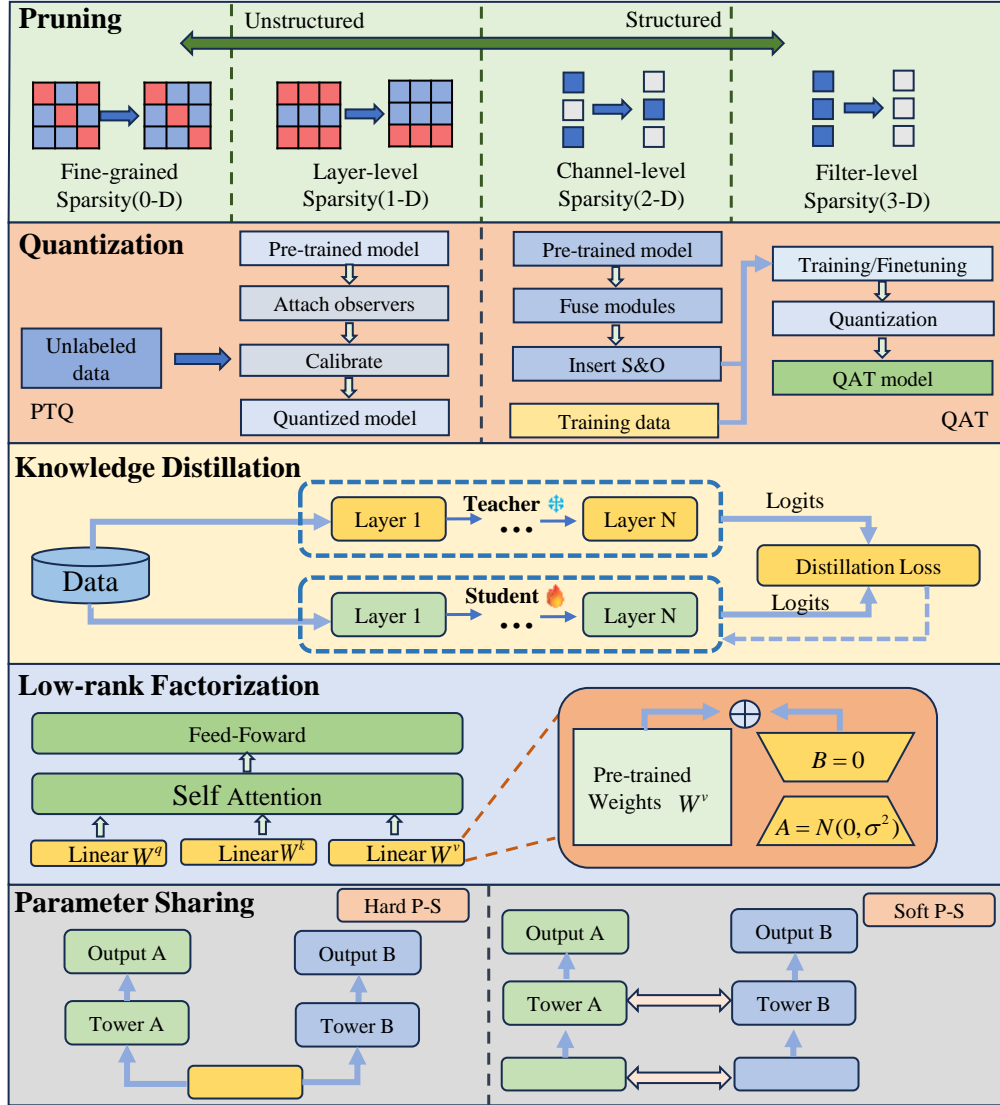 Pruning
Unstructured
Structured
Fine-grained
Sparsity(0-D)
Layer-level
Sparsity(1-D)
Channel-level
Sparsity(2-D)
Filter-level
Sparsity(3-D)
Quantization
Unlabeled
data
PTQ
Pre-trained model
Attach observers
Calibrate
Quantized model
Pre-trained model
Fuse modules
Insert S&O
Training data
Training/Finetuning
Quantization
QAT model
QAT
Knowledge Distillation
Data
Teacher
Layer 1
...
Layer N
Logits
Student
Layer 1
...
Layer N
Logits
Distillation Loss
Low-rank Factorization
Feed-Foward
Self Attention
Linear W^q
Linear W^k
Linear W^v
Pre-trained
Weights W^v
B = 0
A = N(0, σ²)
Parameter Sharing
Hard P-S
Output A
Output B
Tower A
Tower B
Soft P-S
Output A
Output B
Tower A
Tower B